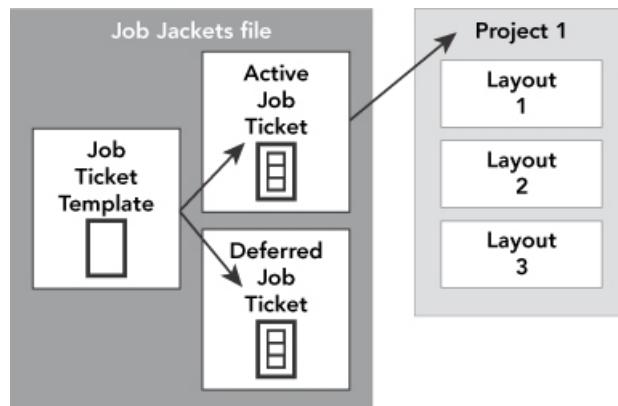 Job Jackets file
Job
Ticket
Template
Active
Job
Ticket
Deferred
Job
Ticket
Project 1
Layout
1
Layout
2
Layout
3